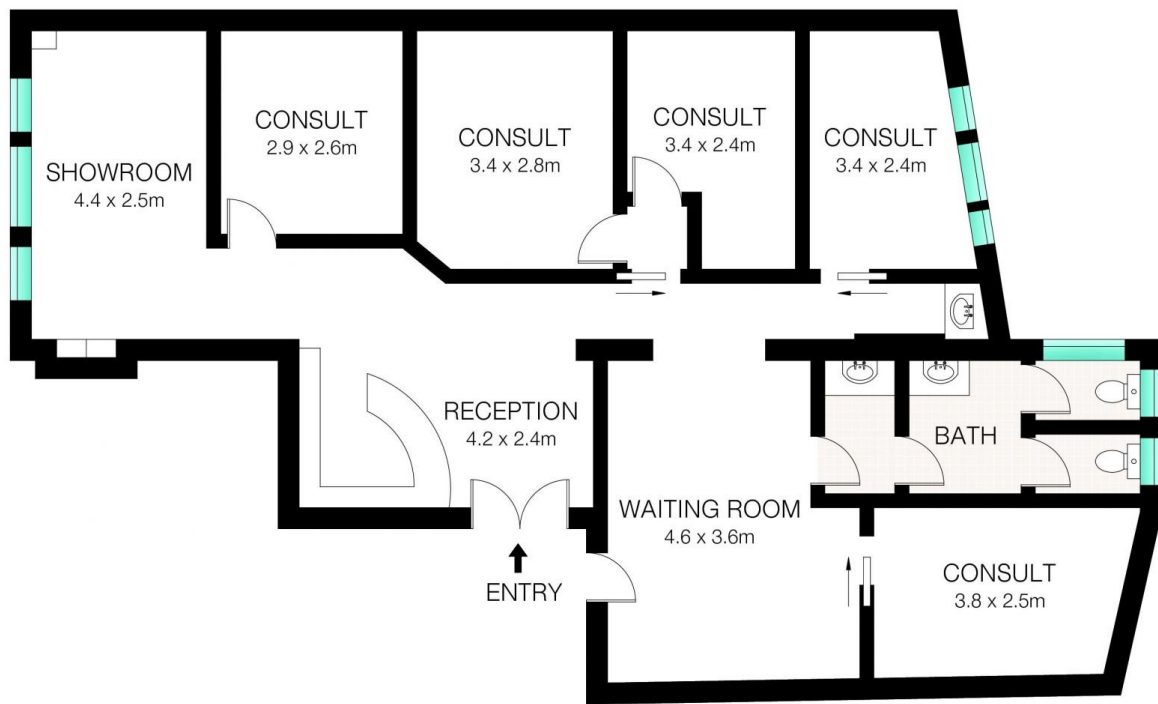 SHOWROOM
4.4 x 2.5m
CONSULT
2.9 x 2.6m
CONSULT
3.4 x 2.8m
CONSULT
3.4 x 2.4m
CONSULT
3.4 x 2.4m
RECEPTION
4.2 x 2.4m
BATH
WAITING ROOM
4.6 x 3.6m
ENTRY
CONSULT
3.8 x 2.5m